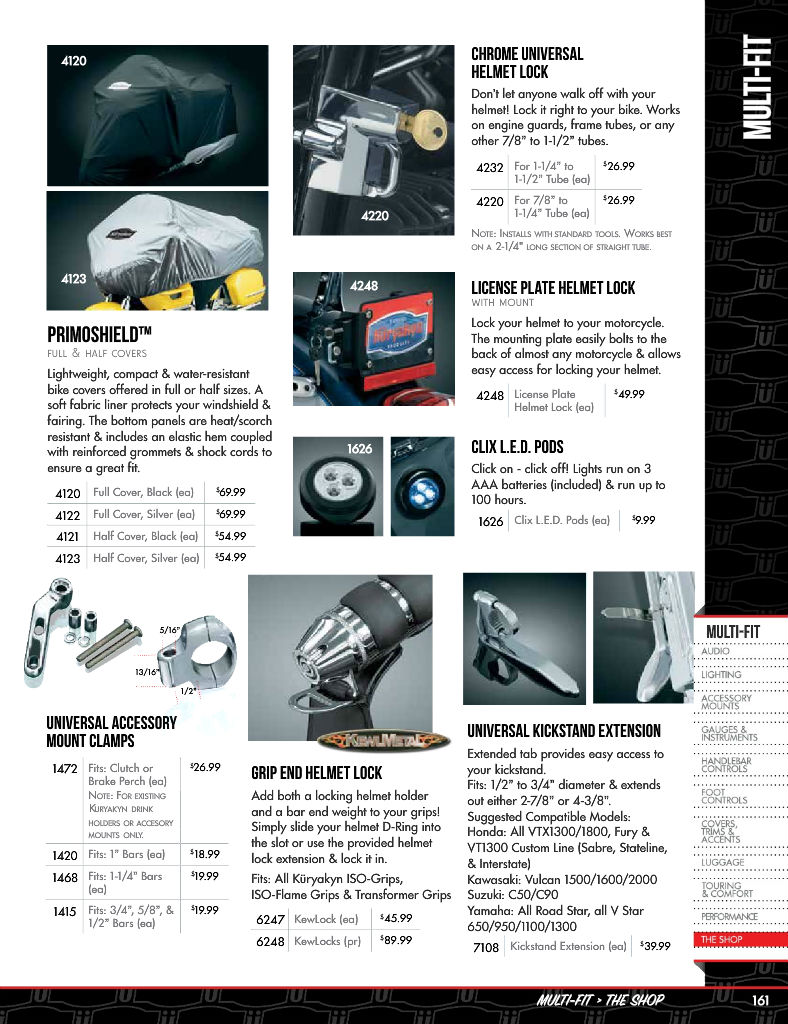 MULTI-FIT
4120
4123
PRIMOSHIELD™
FULL & HALF COVERS
Lightweight, compact & water-resistant
bike covers offered in full or half sizes. A
soft fabric liner protects your windshield &
fairing. The bottom panels are heat/scorch
resistant & includes an elastic hem coupled
with reinforced grommets & shock cords to
ensure a great fit.
4120 Full Cover, Black (ea) $69.99
4122 Full Cover, Silver (ea) $69.99
4121 Half Cover, Black (ea) $54.99
4123 Half Cover, Silver (ea) $54.99
4220
CHROME UNIVERSAL
HELMET LOCK
Don't let anyone walk off with your
helmet! Lock it right to your bike. Works
on engine guards, frame tubes, or any
other 7/8" to 1-1/2" tubes.
4232 For 1-1/4" to
1-1/2" Tube (ea) $26.99
4220 For 7/8" to
1-1/4" Tube (ea) $26.99
NOTE: INSTALLS WITH STANDARD TOOLS. WORKS BEST
ON A 2-1/4" LONG SECTION OF STRAIGHT TUBE.
4248
LICENSE PLATE HELMET LOCK
WITH MOUNT
Lock your helmet to your motorcycle.
The mounting plate easily bolts to the
back of almost any motorcycle & allows
easy access for locking your helmet.
4248 License Plate
Helmet Lock (ea) $49.99
1626
CLIX L.E.D. PODS
Click on - click off! Lights run on 3
AAA batteries (included) & run up to
100 hours.
1626 Clix L.E.D. Pods (ea) $9.99
5/16"
13/16"
1/2"
UNIVERSAL ACCESSORY
MOUNT CLAMPS
1472 Fits: Clutch or
Brake Perch (ea) $26.99
NOTE: FOR EXISTING
KURYAKYN DRINK
HOLDERS OR ACCESORY
MOUNTS ONLY.
1420 Fits: 1" Bars (ea) $18.99
1468 Fits: 1-1/4" Bars
(ea) $19.99
1415 Fits: 3/4", 5/8", &
1/2" Bars (ea) $19.99
KEWLMETAL
GRIP END HELMET LOCK
Add both a locking helmet holder
and a bar end weight to your grips!
Simply slide your helmet D-Ring into
the slot or use the provided helmet
lock extension & lock it in.
Fits: All Küryakyn ISO-Grips,
ISO-Flame Grips & Transformer Grips
6247 KewLock (ea) $45.99
6248 KewLocks (pr) $89.99
UNIVERSAL KICKSTAND EXTENSION
Extended tab provides easy access to
your kickstand.
Fits: 1/2" to 3/4" diameter & extends
out either 2-7/8" or 4-3/8".
Suggested Compatible Models:
Honda: All VTX1300/1800, Fury &
VT1300 Custom Line (Sabre, Stateline,
& Interstate)
Kawasaki: Vulcan 1500/1600/2000
Suzuki: C50/C90
Yamaha: All Road Star, all V Star
650/950/1100/1300
7108 Kickstand Extension (ea) $39.99
MULTI-FIT
AUDIO
LIGHTING
ACCESSORY
MOUNTS
GAUGES &
INSTRUMENTS
HANDLEBAR
CONTROLS
FOOT
CONTROLS
COVERS,
TRIMS &
ACCENTS
LUGGAGE
TOURING
& COMFORT
PERFORMANCE
THE SHOP
MULTI-FIT > THE SHOP 161